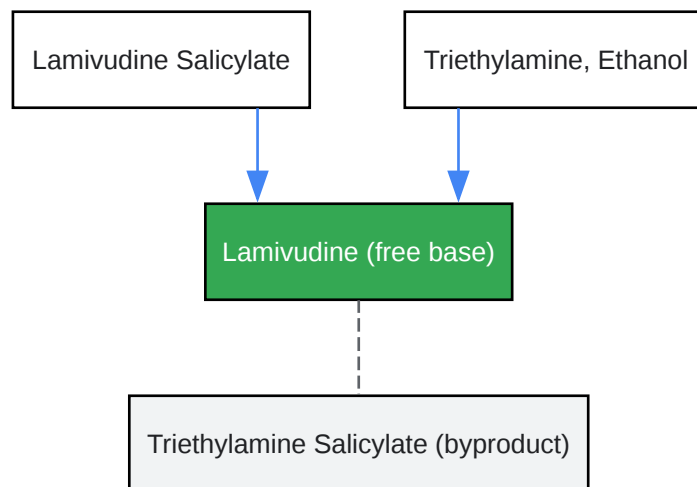 Lamivudine Salicylate
Triethylamine, Ethanol
Lamivudine (free base)
Triethylamine Salicylate (byproduct)